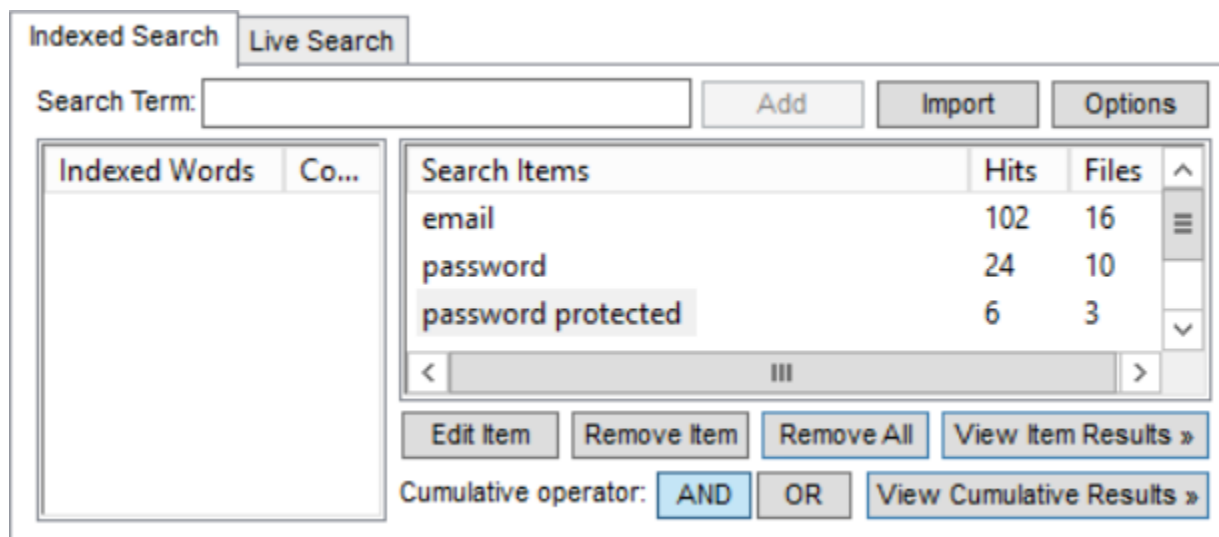 Indexed Search Live Search
Search Term: Add Import Options
Indexed Words Co... Search Items Hits Files
email 102 16
password 24 10
password protected 6 3
Edit Item Remove Item Remove All View Item Results »
Cumulative operator: AND OR View Cumulative Results »